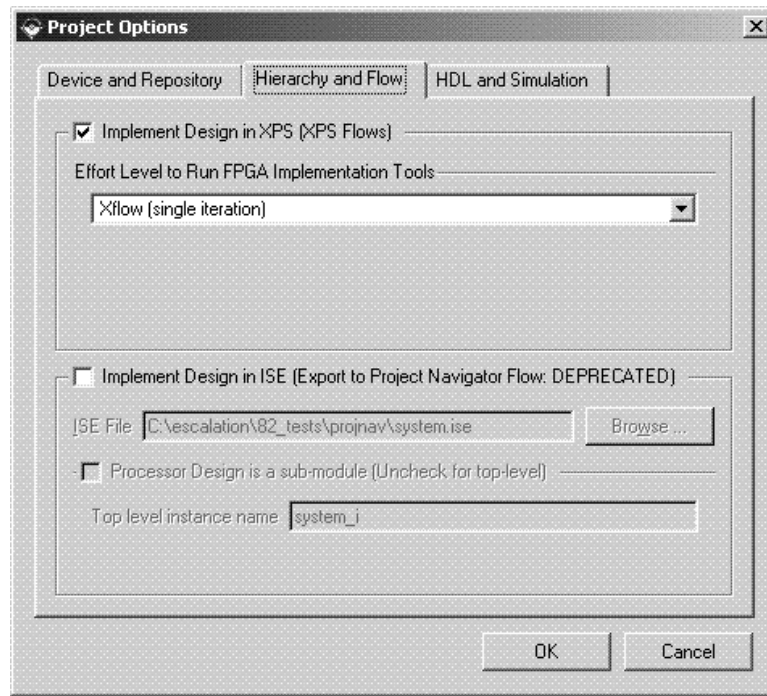 Project Options
Device and Repository Hierarchy and Flow HDL and Simulation
Implement Design in XPS (XPS Flows)
Effort Level to Run FPGA Implementation Tools
Xflow (single iteration)
Implement Design in ISE (Export to Project Navigator Flow: DEPRECATED)
ISE File C:\escalation\82_tests\projnav\system.ise Browse ...
Processor Design is a sub-module (Uncheck for top-level)
Top level instance name system_i
OK Cancel